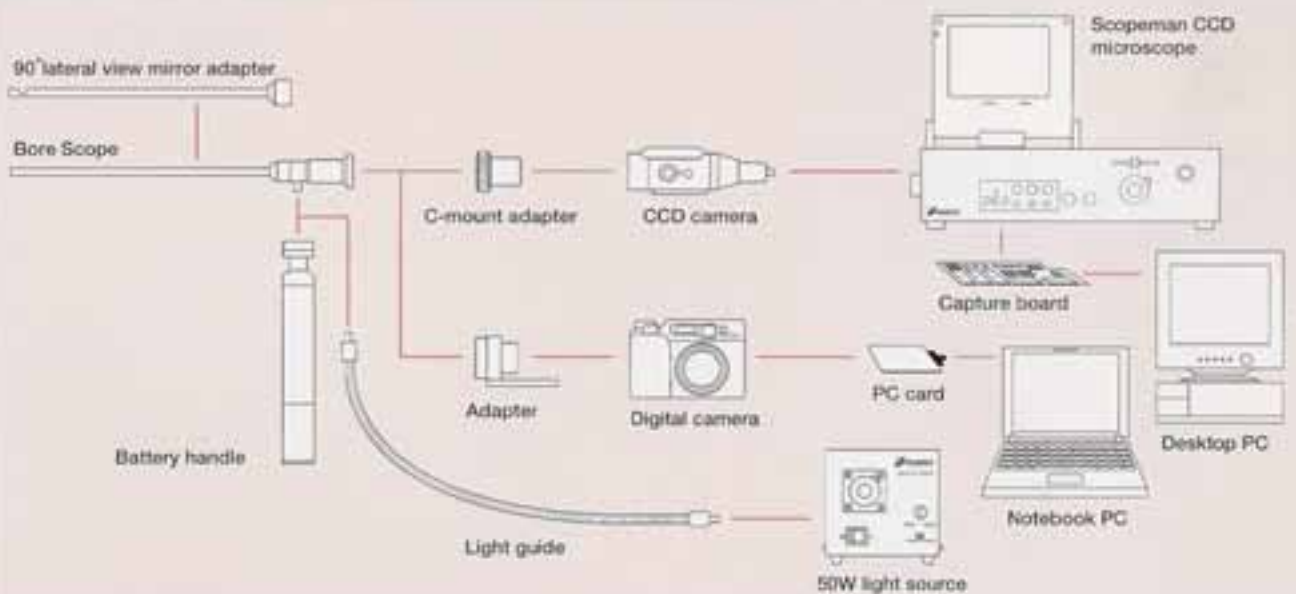 Scopeman CCD
microscope
90°lateral view mirror adapter
Bore Scope
C-mount adapter
CCD camera
Capture board
Adapter
Digital camera
PC card
Desktop PC
Battery handle
Notebook PC
Light guide
50W light source